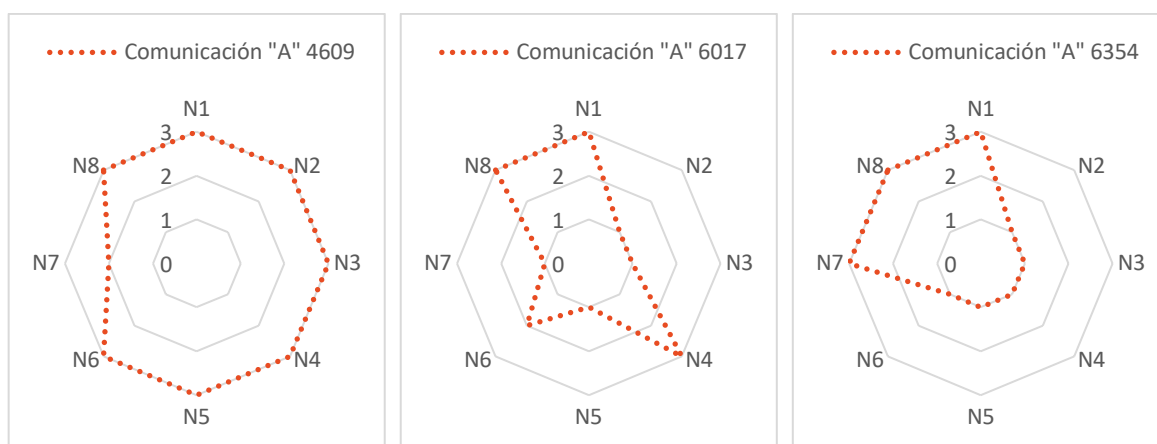 Comunicación "A" 4609
N1
N2
N3
N4
N5
N6
N7
N8
3
2
1
0
Comunicación "A" 6017
N1
N2
N3
N4
N5
N6
N7
N8
3
2
1
0
Comunicación "A" 6354
N1
N2
N3
N4
N5
N6
N7
N8
3
2
1
0